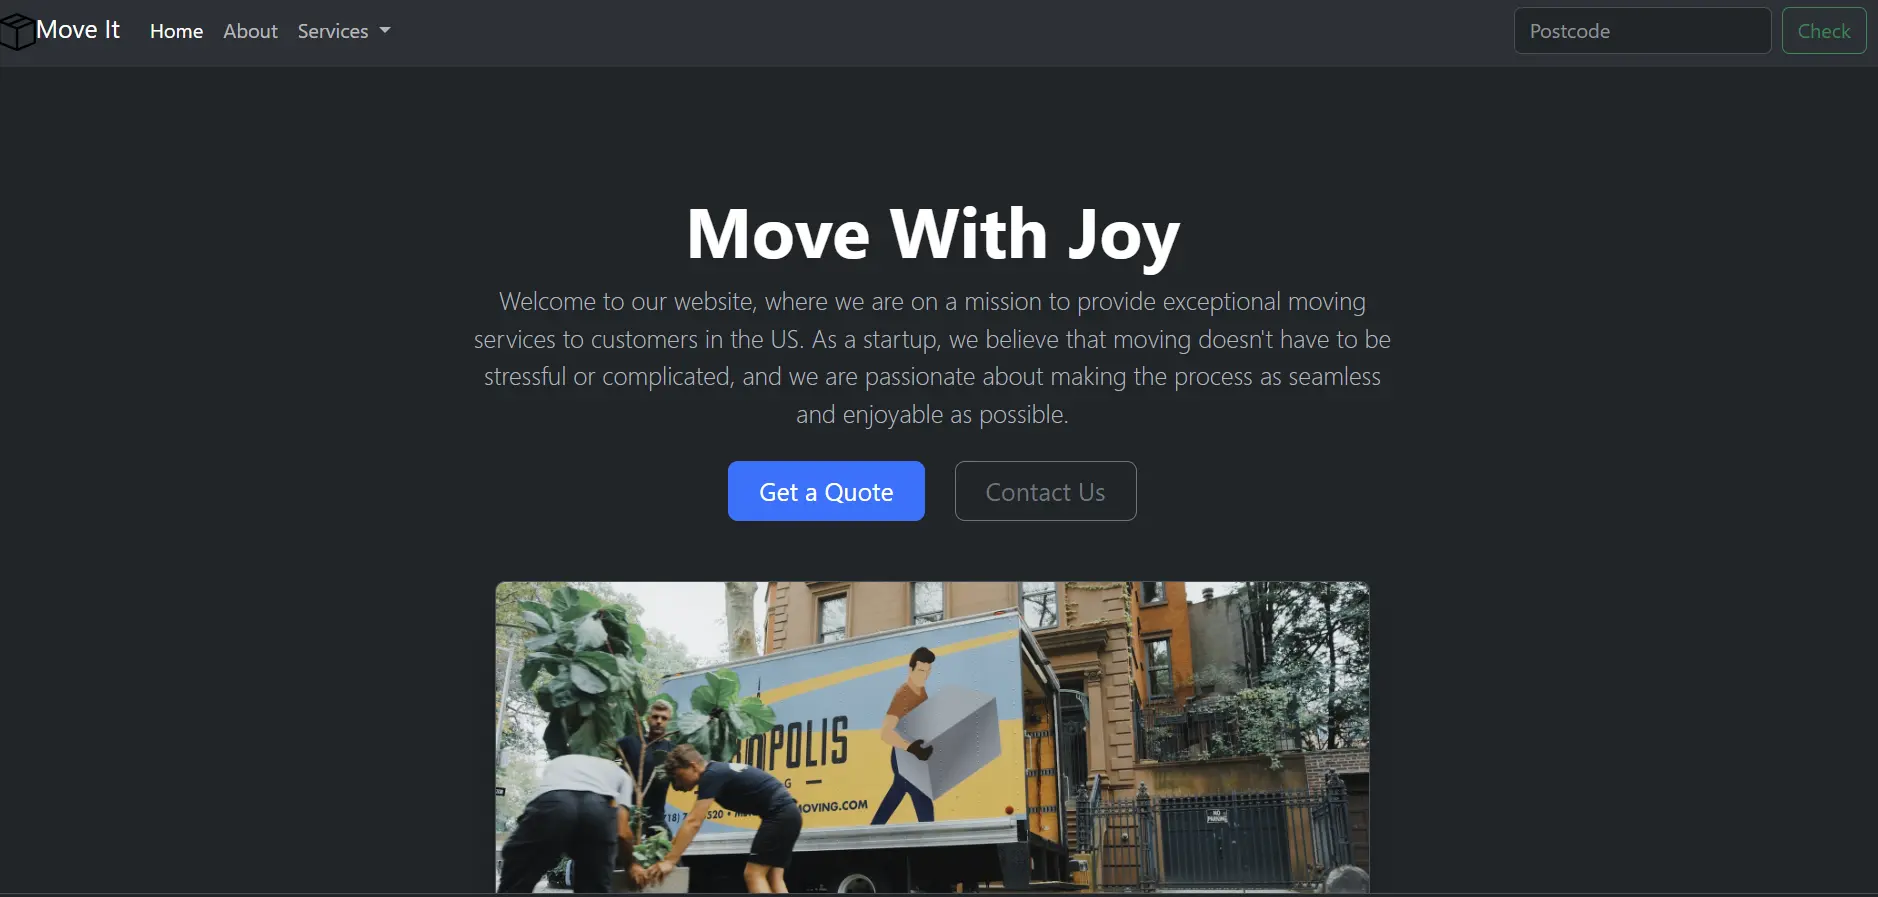 Move It Home About Services Postcode Check
Move With Joy
Welcome to our website, where we are on a mission to provide exceptional moving
services to customers in the US. As a startup, we believe that moving doesn't have to be
stressful or complicated, and we are passionate about making the process as seamless
and enjoyable as possible.
Get a Quote Contact Us
POLIS
G
MOVING.COM
NO
PARKING